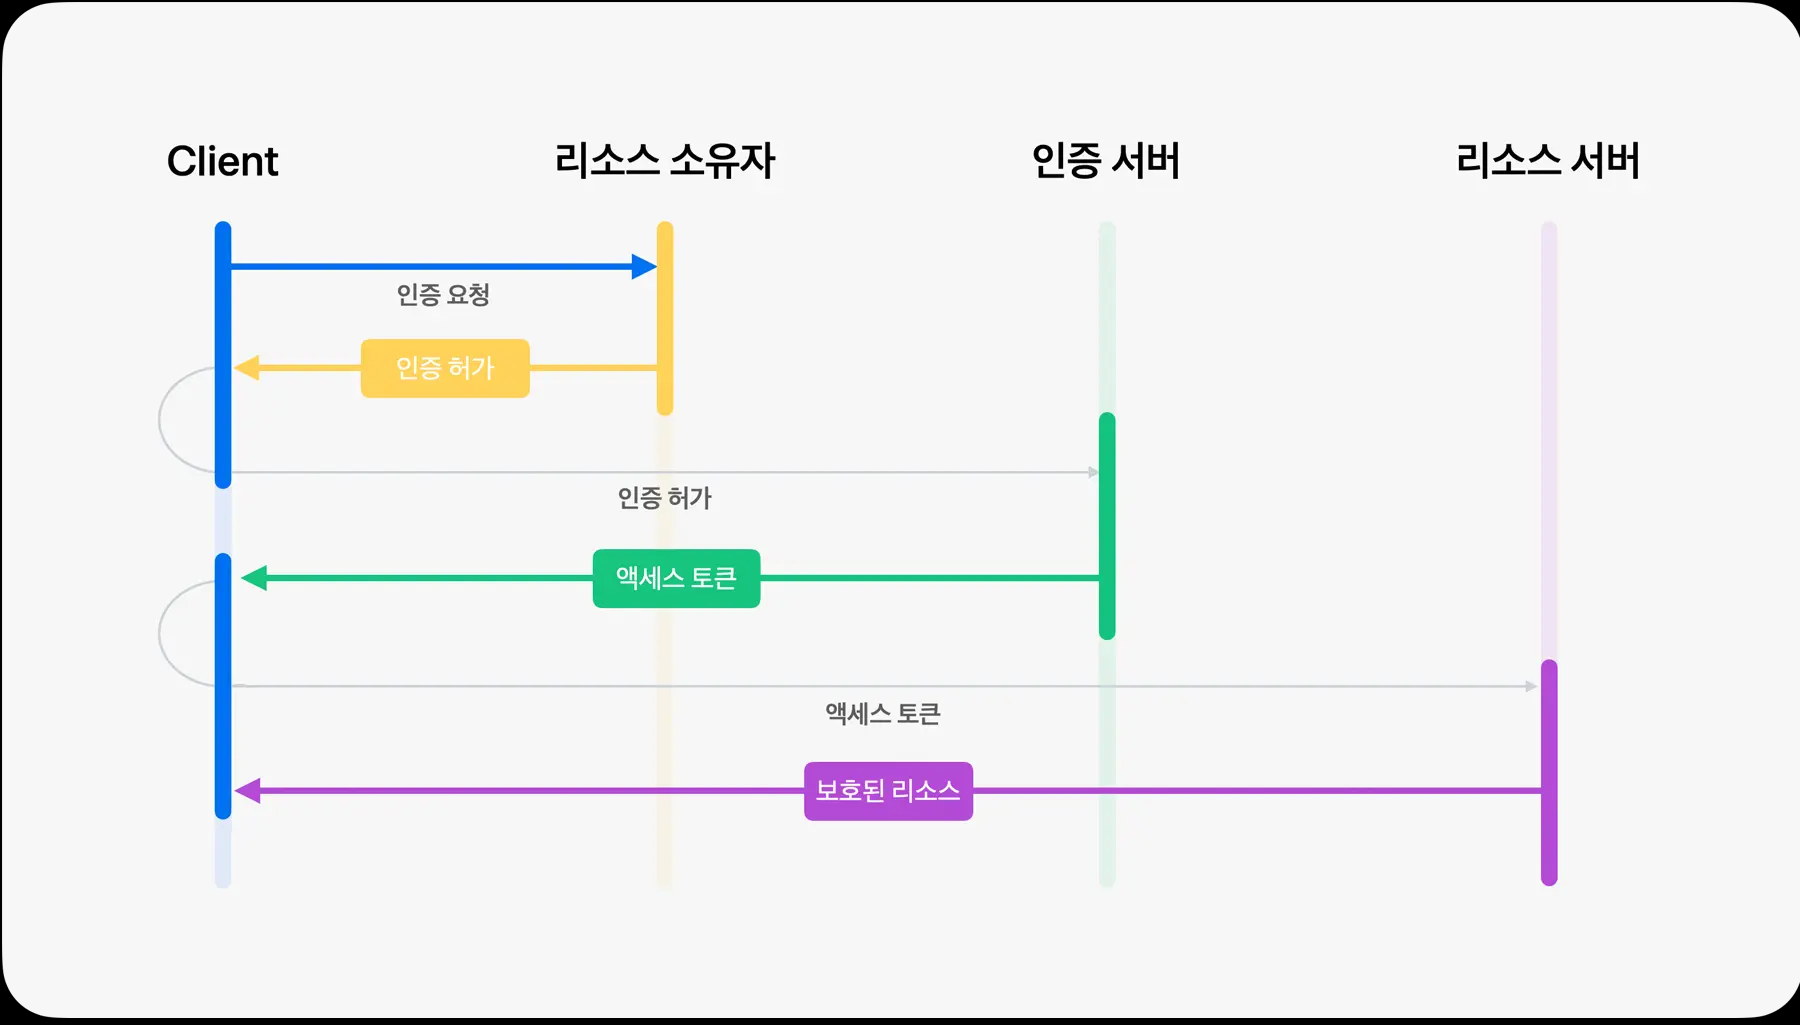 Client
리소스 소유자
인증 서버
리소스 서버
인증 요청
인증 허가
인증 허가
액세스 토큰
액세스 토큰
보호된 리소스